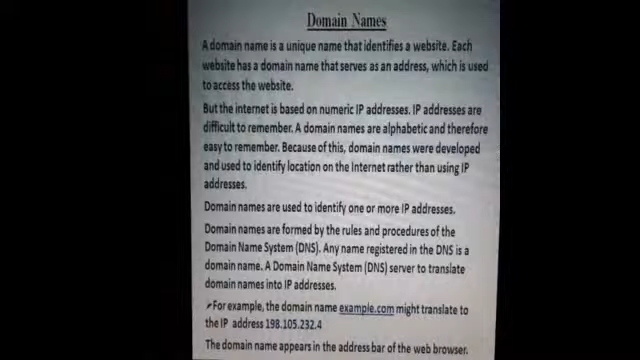 Domain Names
A domain name is a unique name that identifies a website. Each
website has a domain name that serves as an address, which is used
to access the website.
But the internet is based on numeric IP addresses. IP addresses are
difficult to remember. A domain names are alphabetic and therefore
easy to remember. Because of this, domain names were developed
and used to identify location on the Internet rather than using IP
addresses.
Domain names are used to identify one or more IP addresses.
Domain names are formed by the rules and procedures of the
Domain Name System (DNS). Any name registered in the DNS is a
domain name. A Domain Name System (DNS) server to translate
domain names into IP addresses.
➢For example, the domain name example.com might translate to
the IP address 198.105.232.4
The domain name appears in the address bar of the web browser.